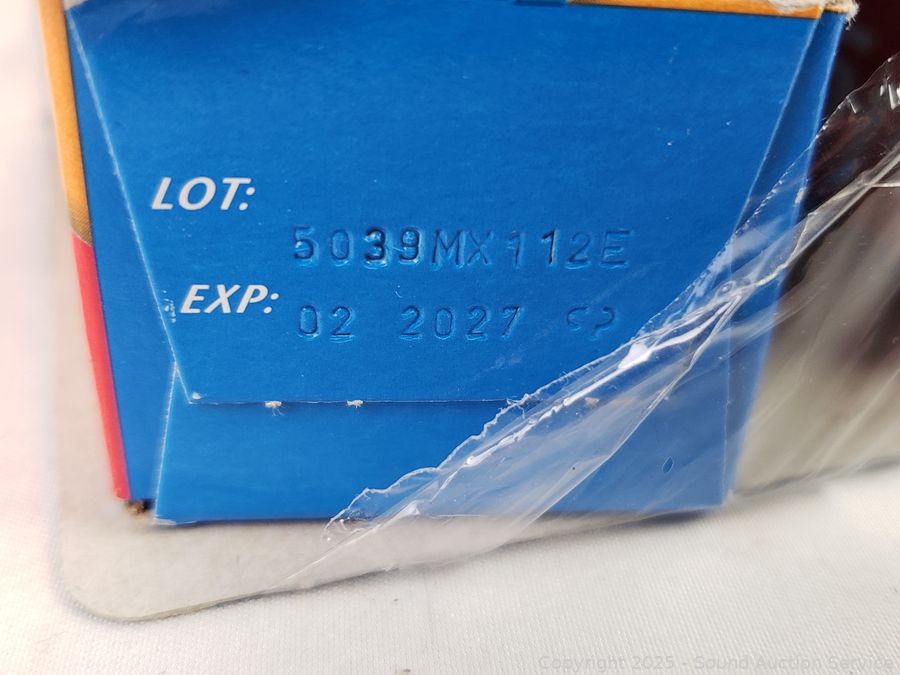 LOT:
5039MX112E
EXP:
02 2027
Copyright 2025 - Sound Auction Service